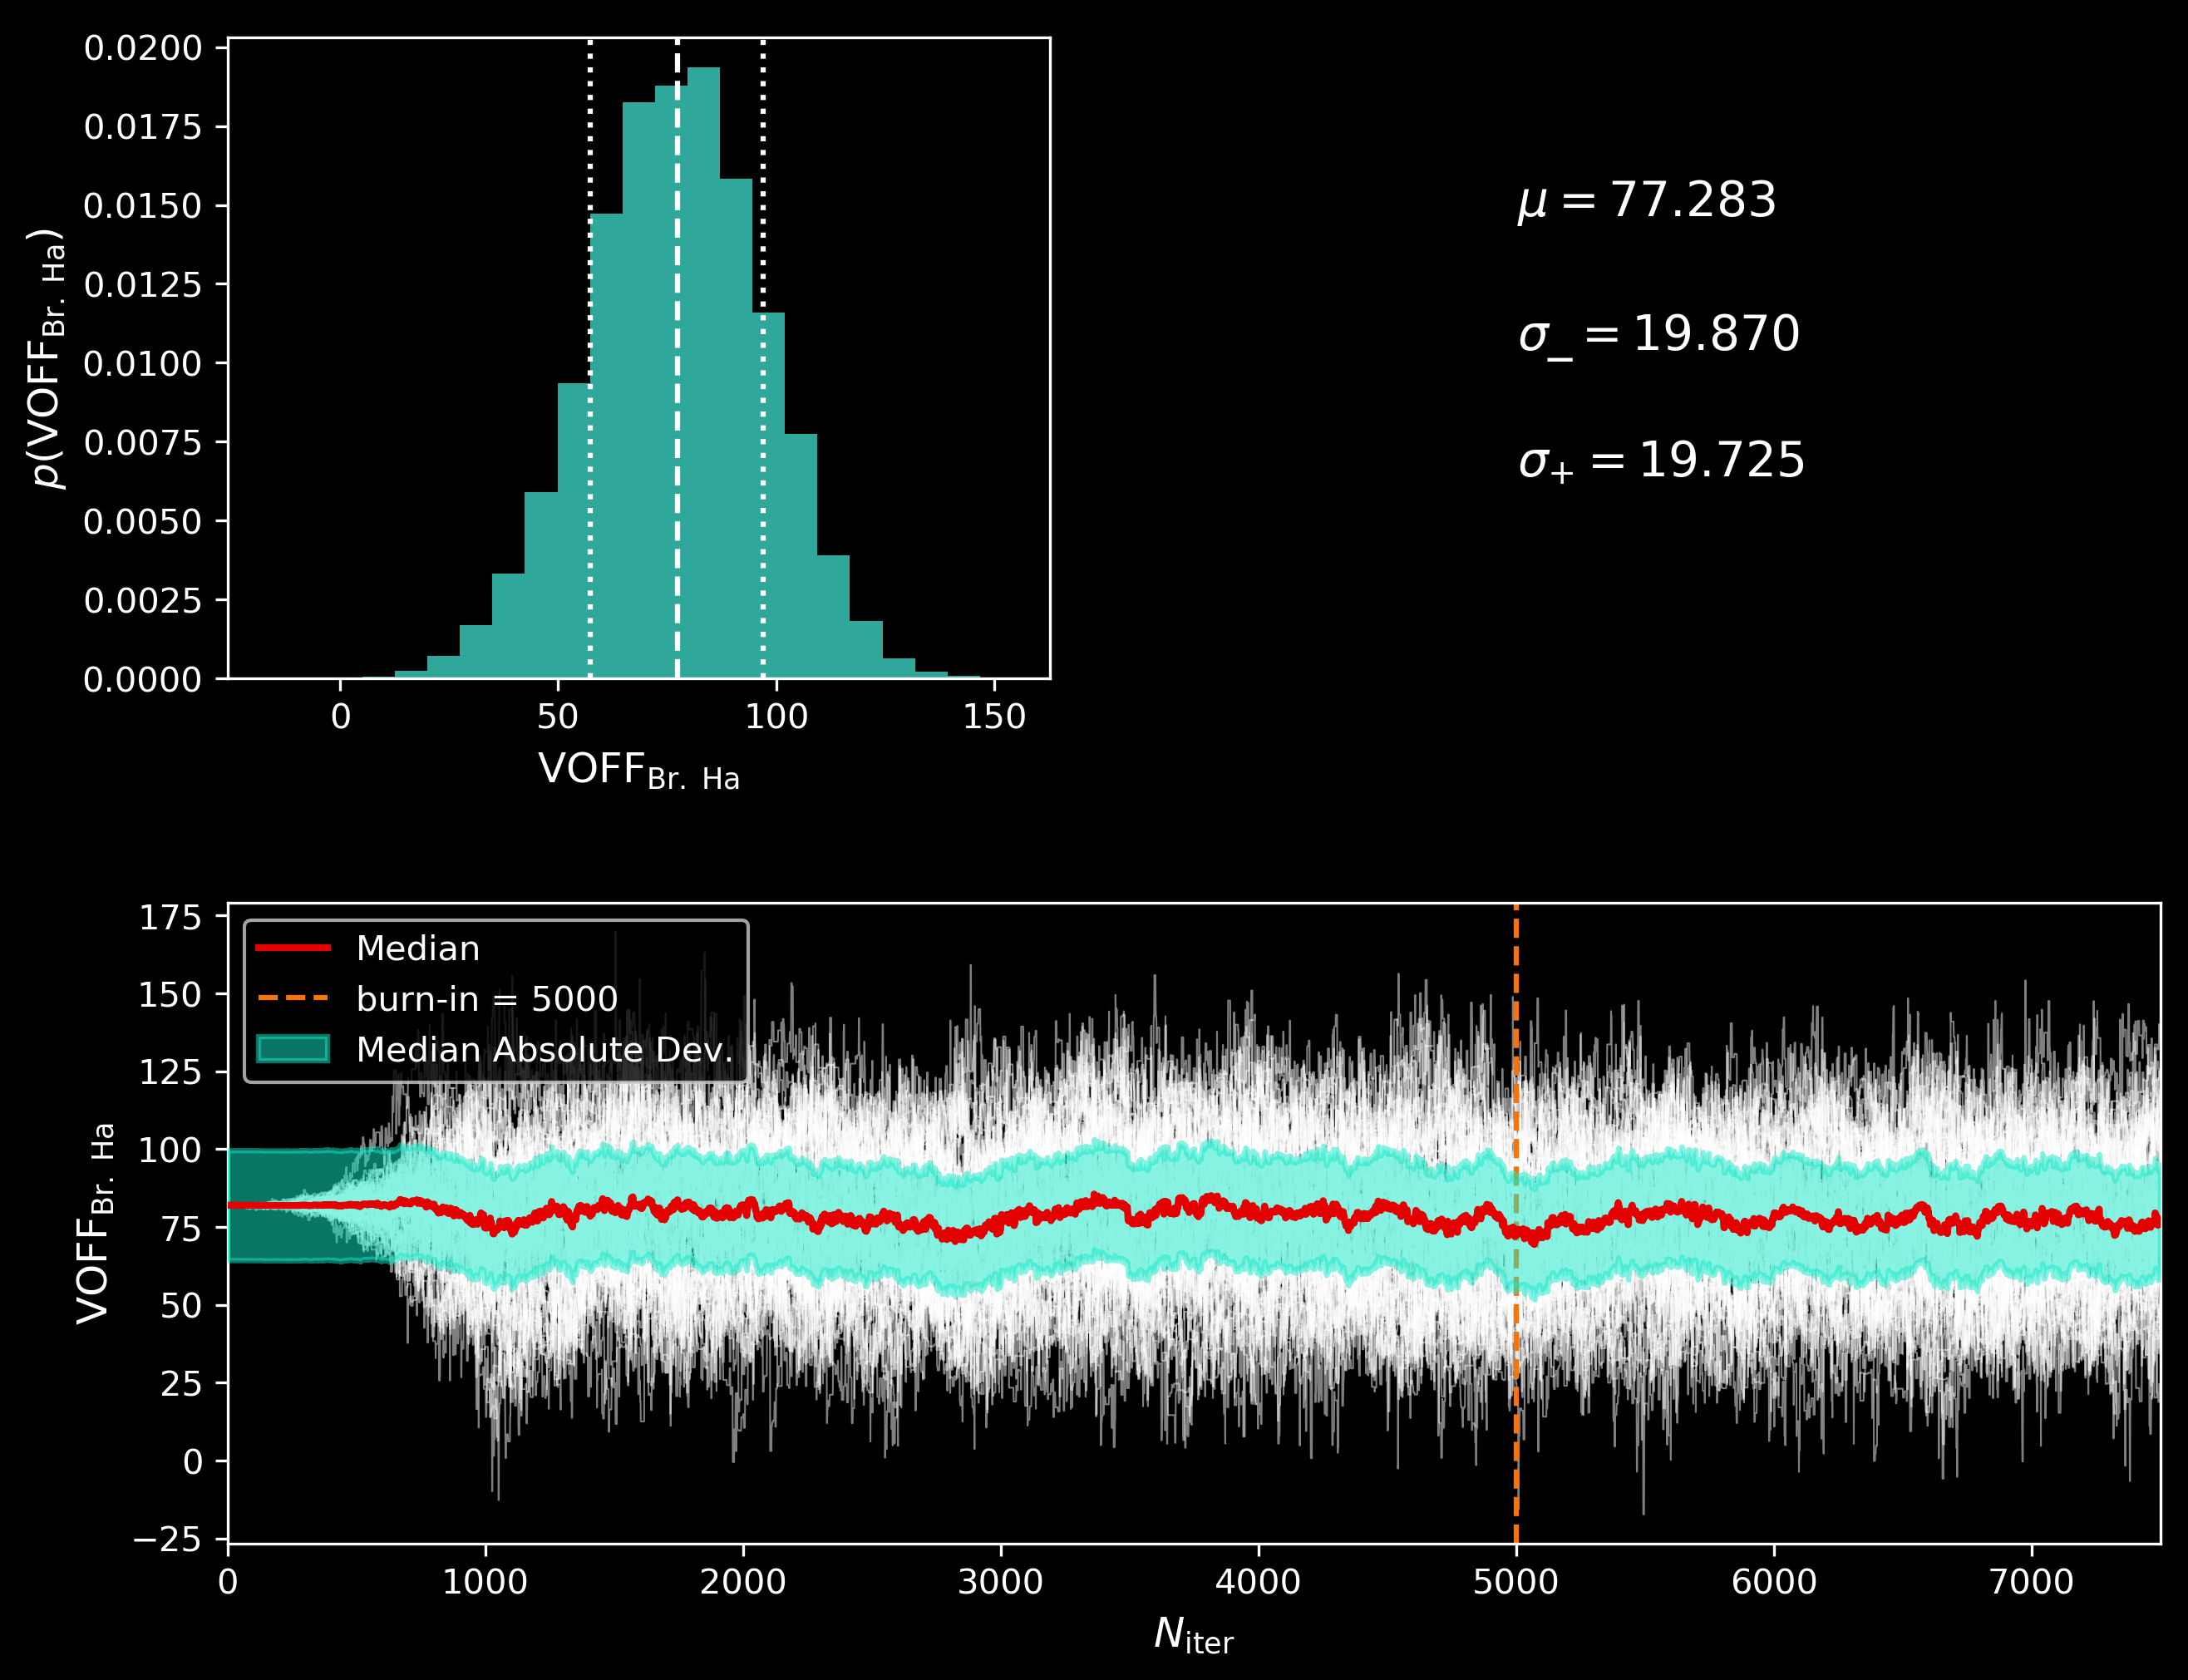 0.0200
0.0175
0.0150
0.0125
0.0100
0.0075
0.0050
0.0025
0.0000
p(VOFF_Br. Ha)
0 50 100 150
VOFF_Br. Ha
μ = 77.283
σ_− = 19.870
σ_+ = 19.725
175
150
125
100
75
50
25
0
−25
VOFF_Br. Ha
Median
burn-in = 5000
Median Absolute Dev.
0 1000 2000 3000 4000 5000 6000 7000
N_iter